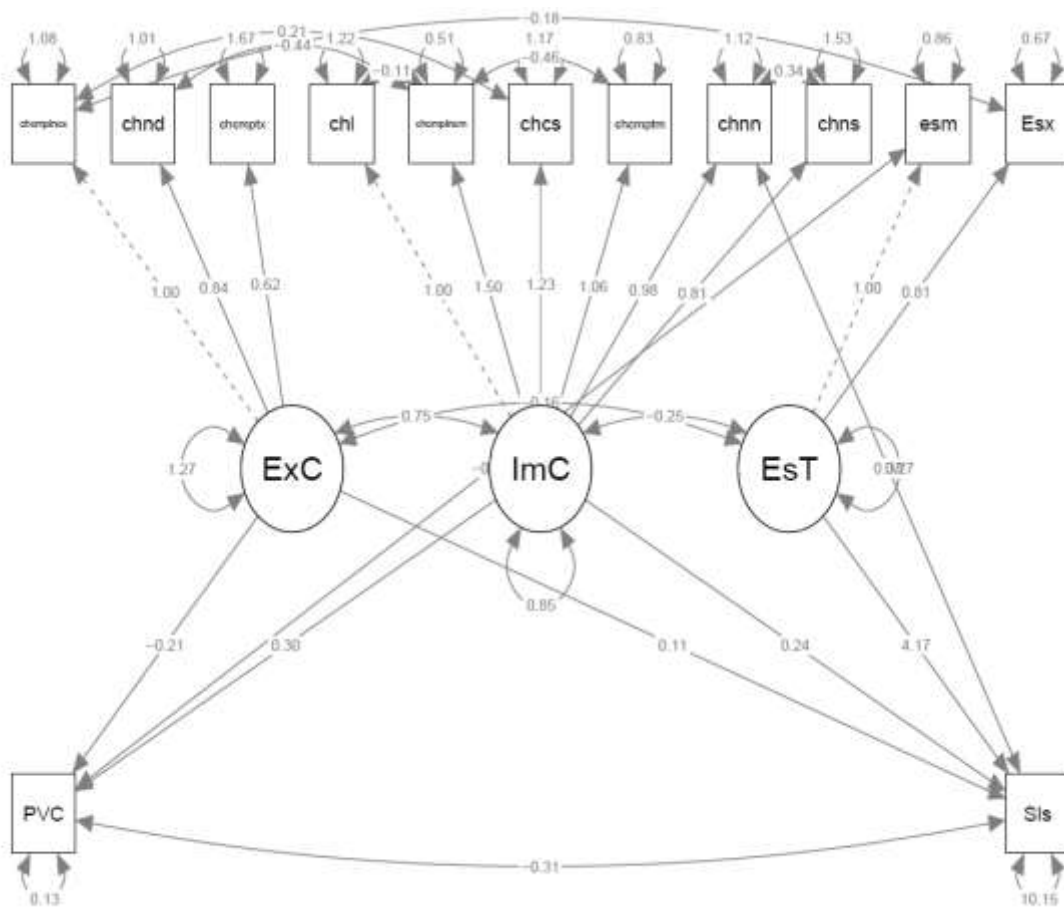 −0.18
0.21
1.08 1.01 1.67 −0.44 1.22 0.51 1.17 0.83 1.12 1.53 0.86 0.67
−0.46
−0.11 0.34
chnd chl chcs chnn chns esm Esx
1.00 0.84 0.62 1.00 1.50 1.23 1.06 0.98 0.81 1.00 0.81
−0.16
0.75 −0.25
1.27 ExC ImC EsT
0.85
−0.21 0.30 0.11 0.24 4.17
PVC Sls
−0.31
0.13 10.15